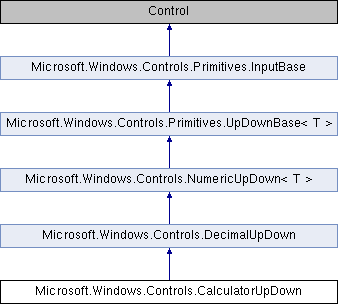 Control
Microsoft.Windows.Controls.Primitives.InputBase
Microsoft.Windows.Controls.Primitives.UpDownBase< T >
Microsoft.Windows.Controls.NumericUpDown< T >
Microsoft.Windows.Controls.DecimalUpDown
Microsoft.Windows.Controls.CalculatorUpDown